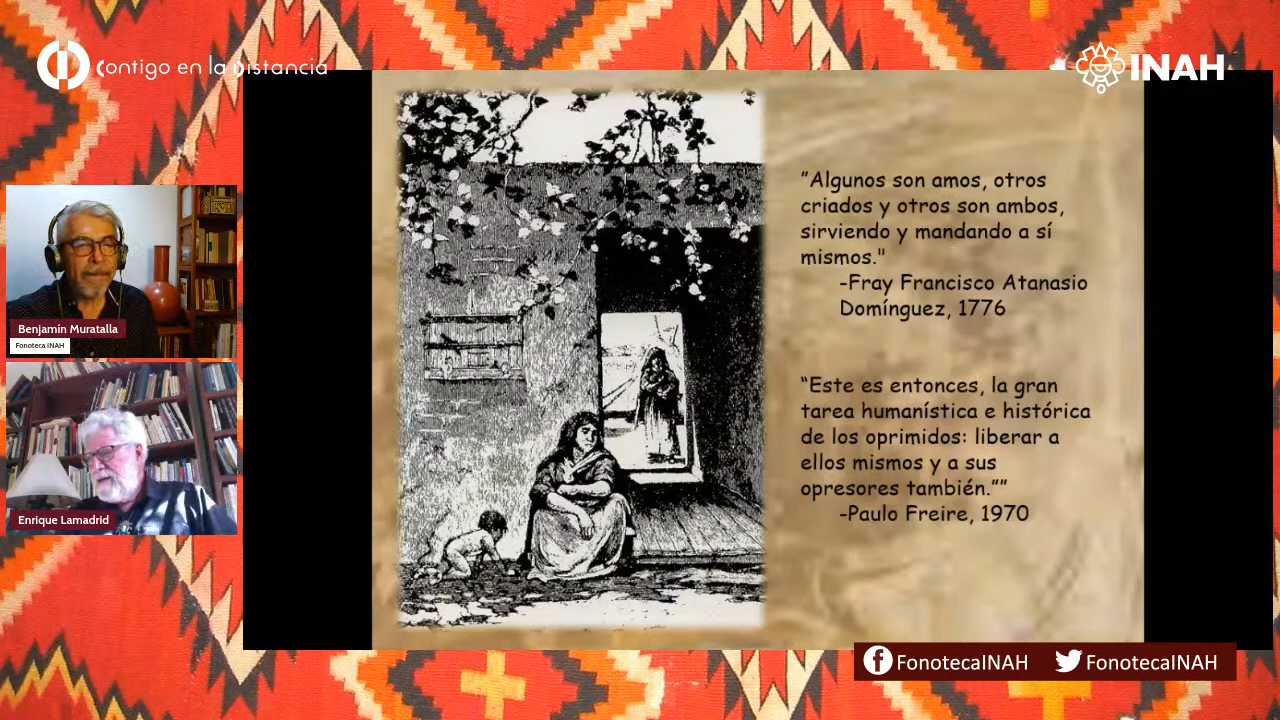 Contigo en la Distancia
INAH
Benjamín Muratalla
Fonoteca INAH
Enrique Lamadrid
”Algunos son amos, otros
criados y otros son ambos,
sirviendo y mandando a sí
mismos."
-Fray Francisco Atanasio
Domínguez, 1776
“Este es entonces, la gran
tarea humanística e histórica
de los oprimidos: liberar a
ellos mismos y a sus
opresores también.””
-Paulo Freire, 1970
FonotecaINAH
FonotecaINAH